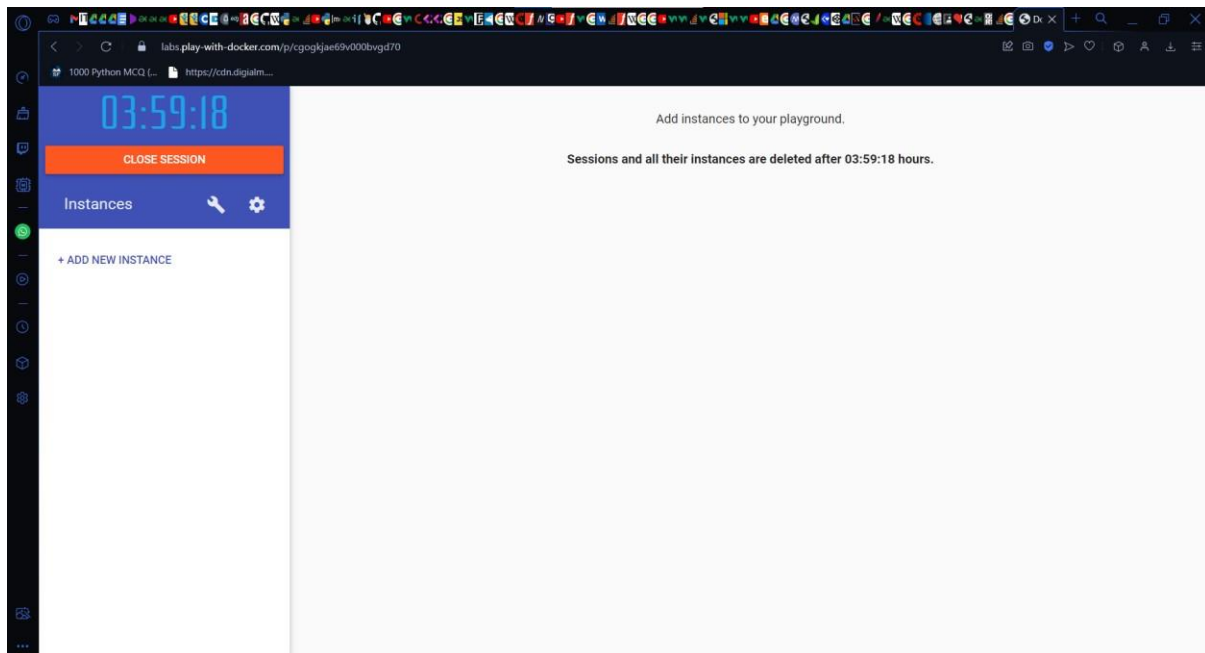 Dc
labs.play-with-docker.com/p/cgogkjae69v000bvgd70
1000 Python MCQ (... https://cdn.digialm....
03:59:18
CLOSE SESSION
Instances
+ ADD NEW INSTANCE
Add instances to your playground.
Sessions and all their instances are deleted after 03:59:18 hours.